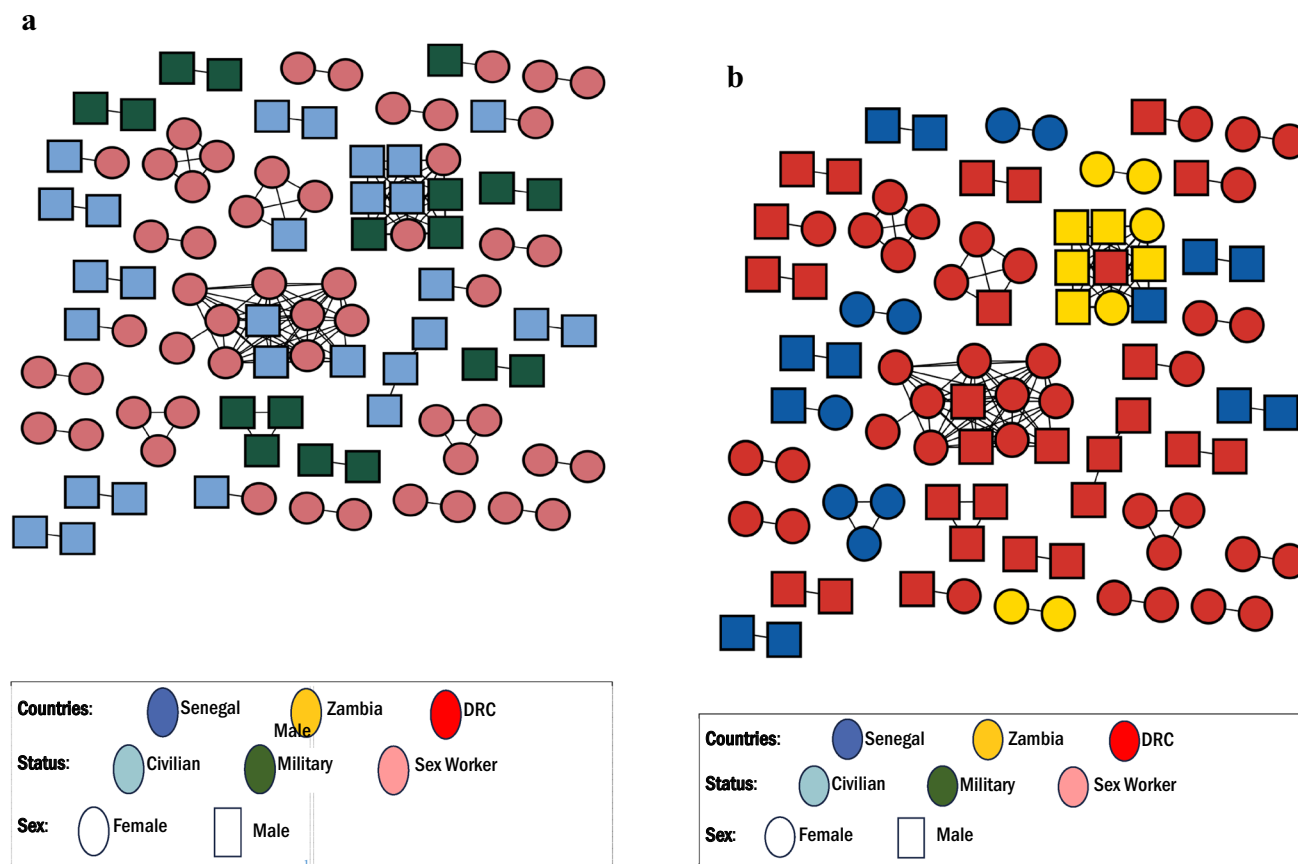 a
b
Countries: Senegal Zambia DRC
Male
Status: Civilian Military Sex Worker
Sex: Female Male
1
Countries: Senegal Zambia DRC
Status: Civilian Military Sex Worker
Sex: Female Male